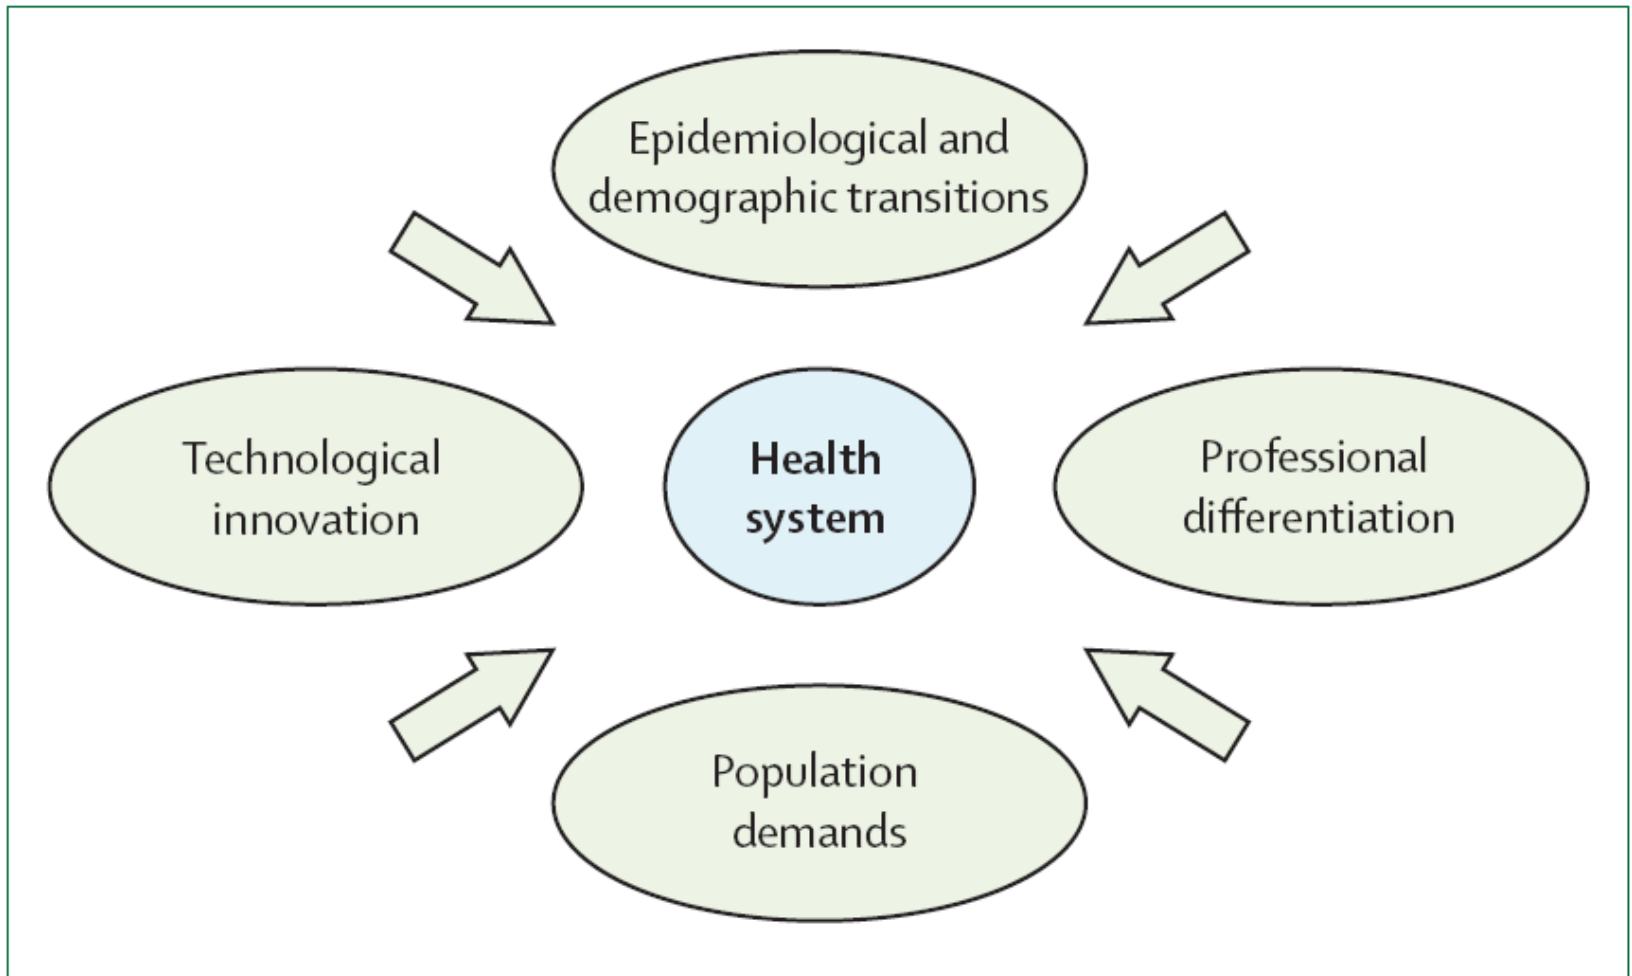 Epidemiological and
demographic transitions
Technological
innovation
Health
system
Professional
differentiation
Population
demands